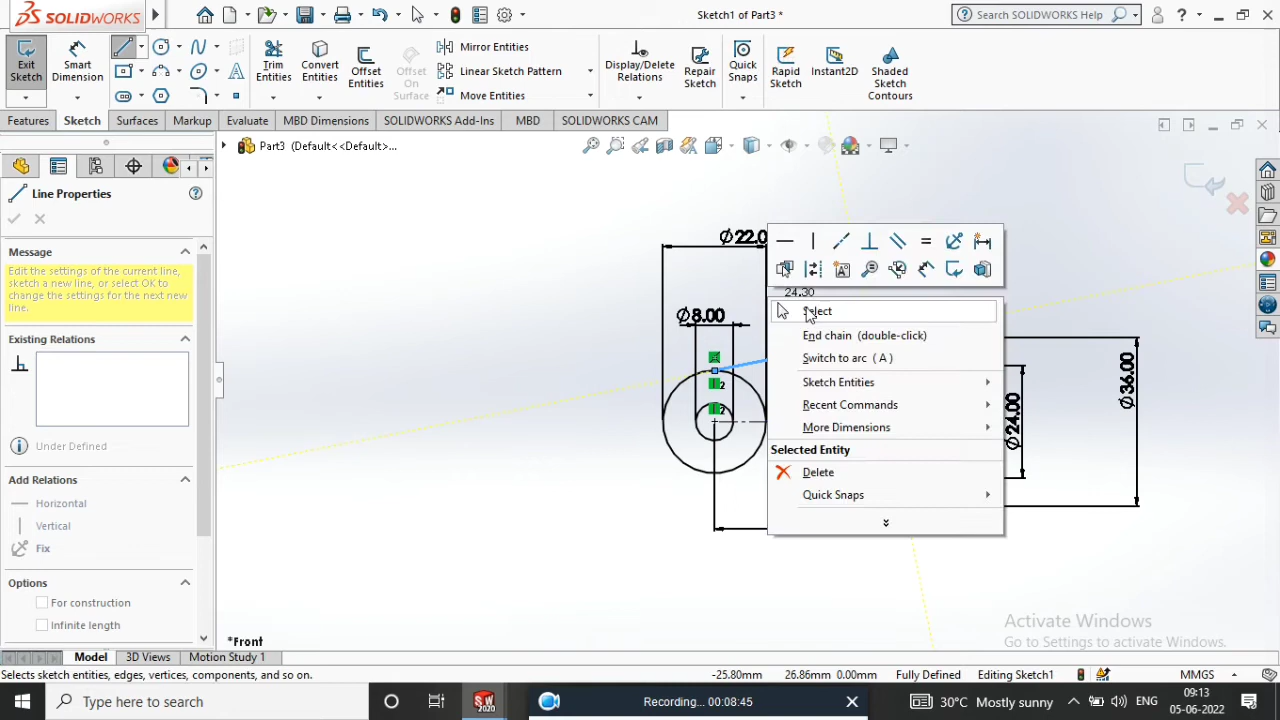 SOLIDWORKS
Sketch1 of Part3 *
Search SOLIDWORKS Help
?
Exit Sketch
Smart Dimension
Trim Entities
Convert Entities
Offset Entities
Offset On Surface
Mirror Entities
Linear Sketch Pattern
Move Entities
Display/Delete Relations
Repair Sketch
Quick Snaps
Rapid Sketch
Instant2D
Shaded Sketch Contours
Features
Sketch
Surfaces
Markup
Evaluate
MBD Dimensions
SOLIDWORKS Add-Ins
MBD
SOLIDWORKS CAM
Part3 (Default<<Default>...
Line Properties
Message
Edit the settings of the current line,
sketch a new line, or select OK to
change the settings for the next new
line.
Existing Relations
Under Defined
Add Relations
Horizontal
Vertical
Fix
Options
For construction
Infinite length
Ø22.0
24.30
Ø8.00
2
2
Ø24.00
Ø36.00
Select
End chain (double-click)
Switch to arc (A)
Sketch Entities
Recent Commands
More Dimensions
Selected Entity
Delete
Quick Snaps
*Front
Activate Windows
Go to Settings to activate Windows.
Model
3D Views
Motion Study 1
Selects sketch entities, edges, vertices, components, and so on.
-25.80mm
26.86mm 0.00mm
Fully Defined
Editing Sketch1
MMGS
Type here to search
SW
2020
Recording... 00:08:45
30°C Mostly sunny
ENG
09:13
05-06-2022